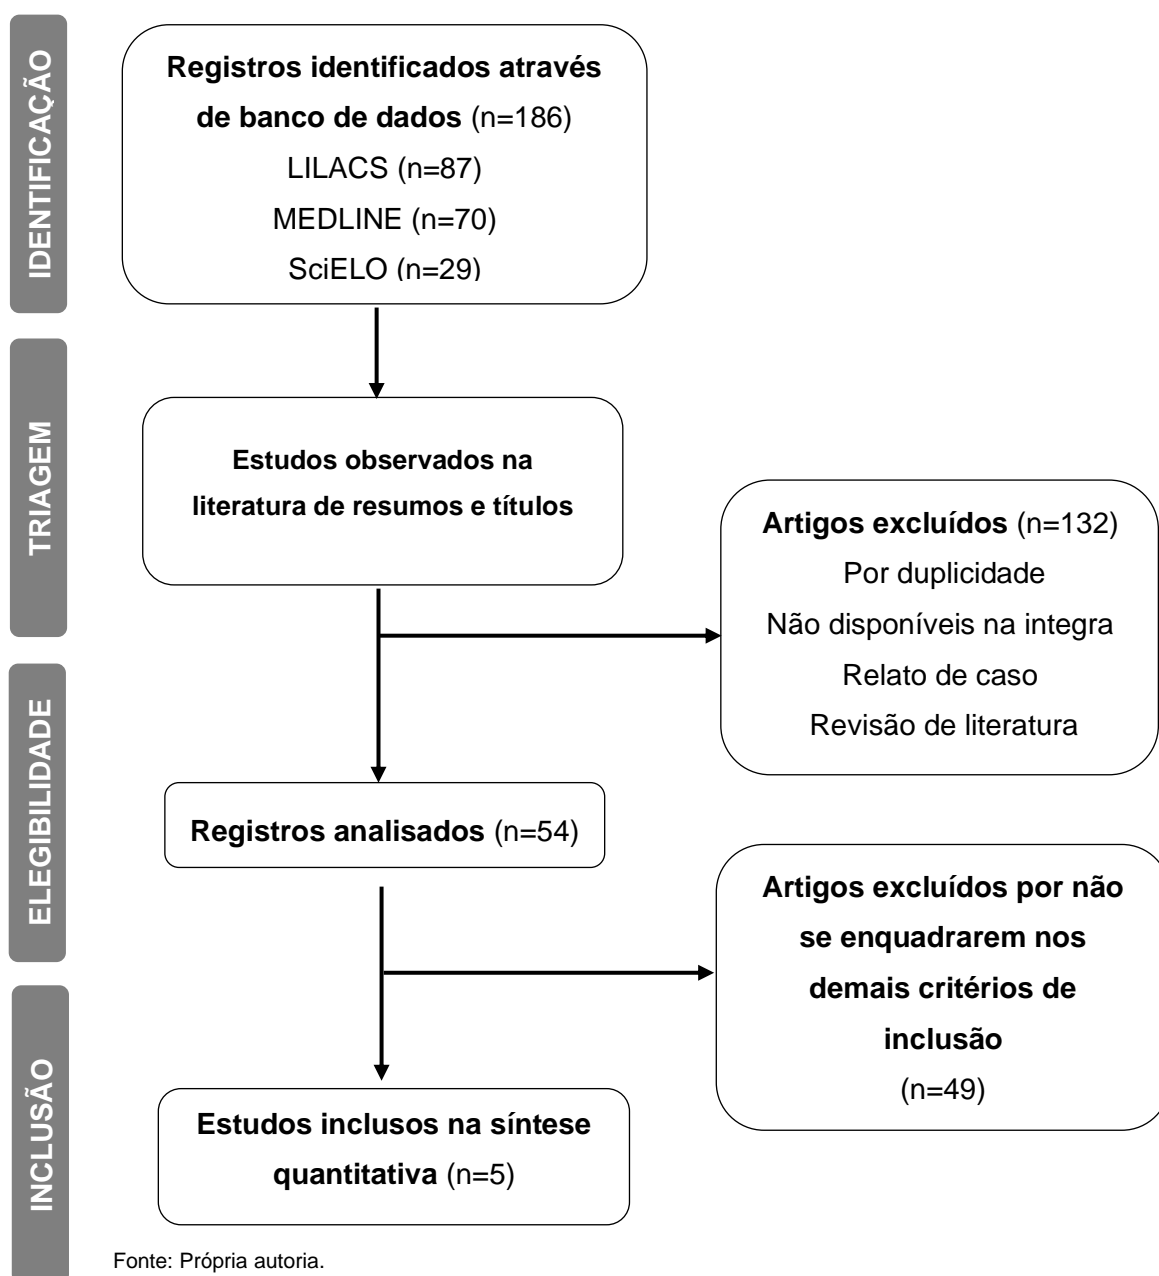 IDENTIFICAÇÃO
Registros identificados através
de banco de dados (n=186)
LILACS (n=87)
MEDLINE (n=70)
SciELO (n=29)
TRIAGEM
Estudos observados na
literatura de resumos e títulos
Artigos excluídos (n=132)
Por duplicidade
Não disponíveis na integra
Relato de caso
Revisão de literatura
ELEGIBILIDADE
Registros analisados (n=54)
Artigos excluídos por não
se enquadrarem nos
demais critérios de
inclusão
(n=49)
INCLUSÃO
Estudos inclusos na síntese
quantitativa (n=5)
Fonte: Própria autoria.